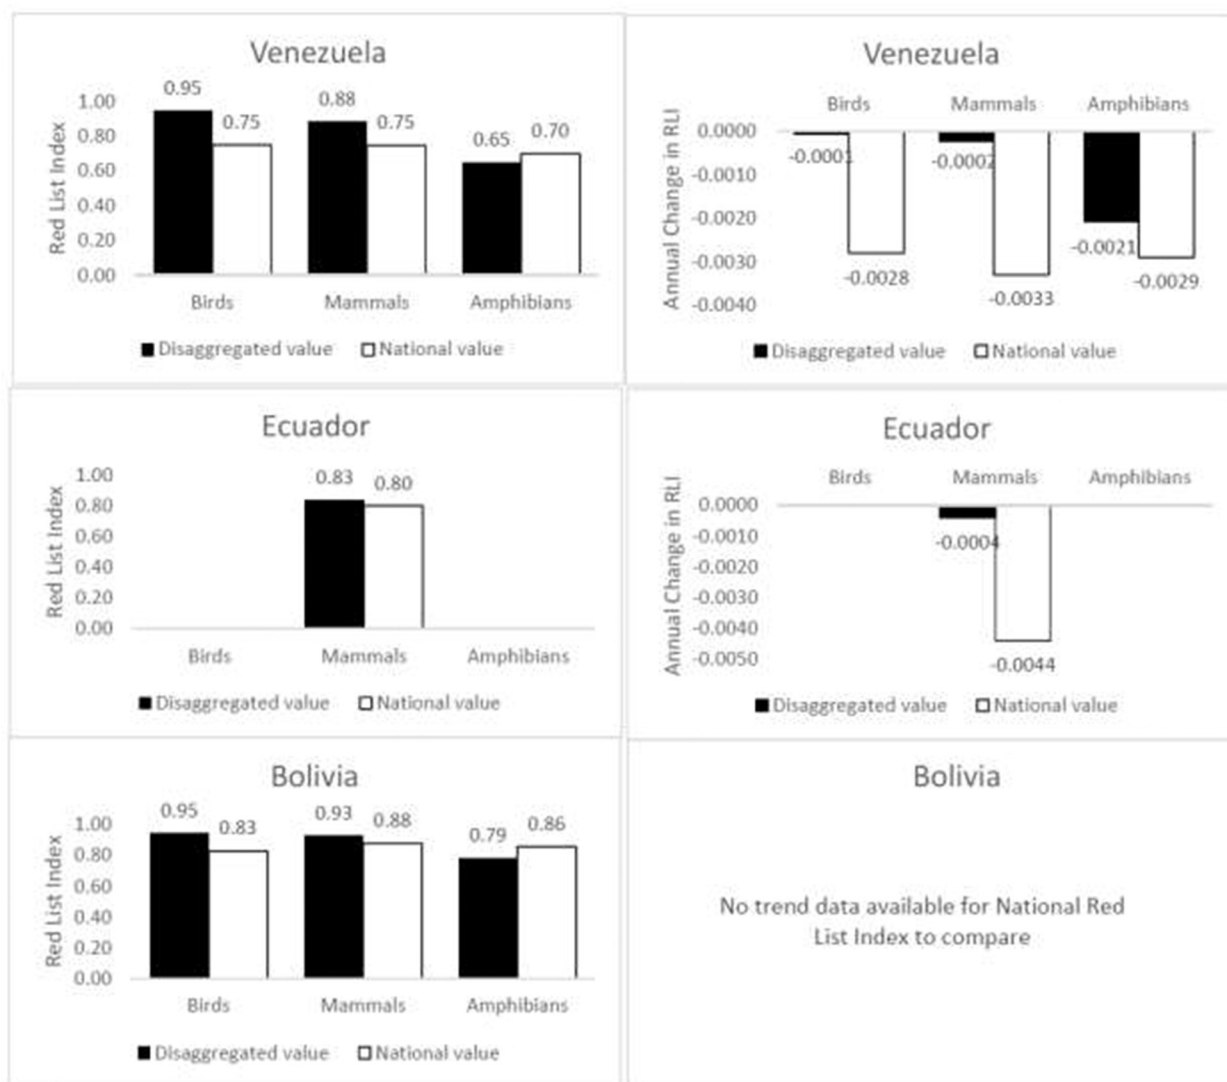 Venezuela
Red List Index
1.00
0.80
0.60
0.40
0.20
0.00
0.95
0.75
0.88
0.75
0.65
0.70
Birds Mammals Amphibians
Disaggregated value National value
Venezuela
Annual Change in RLI
Birds Mammals Amphibians
0.0000
-0.0010
-0.0020
-0.0030
-0.0040
-0.0001
-0.0028
-0.0002
-0.0033
-0.0021
-0.0029
Disaggregated value National value
Ecuador
Red List Index
1.00
0.80
0.60
0.40
0.20
0.00
0.83
0.80
Birds Mammals Amphibians
Disaggregated value National value
Ecuador
Annual Change in RLI
Birds Mammals Amphibians
0.0000
-0.0010
-0.0020
-0.0030
-0.0040
-0.0050
-0.0004
-0.0044
Disaggregated value National value
Bolivia
Red List Index
1.00
0.80
0.60
0.40
0.20
0.00
0.95
0.83
0.93
0.88
0.79
0.86
Birds Mammals Amphibians
Disaggregated value National value
Bolivia
No trend data available for National Red
List Index to compare